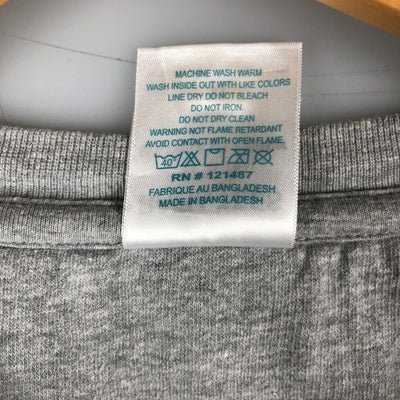 MACHINE WASH WARM
WASH INSIDE OUT WITH LIKE COLORS
LINE DRY DO NOT BLEACH
DO NOT IRON.
DO NOT DRY CLEAN
WARNING NOT FLAME RETARDANT
AVOID CONTACT WITH OPEN FLAME.
40°
RN # 121487
FABRIQUE AU BANGLADESH
MADE IN BANGLADESH